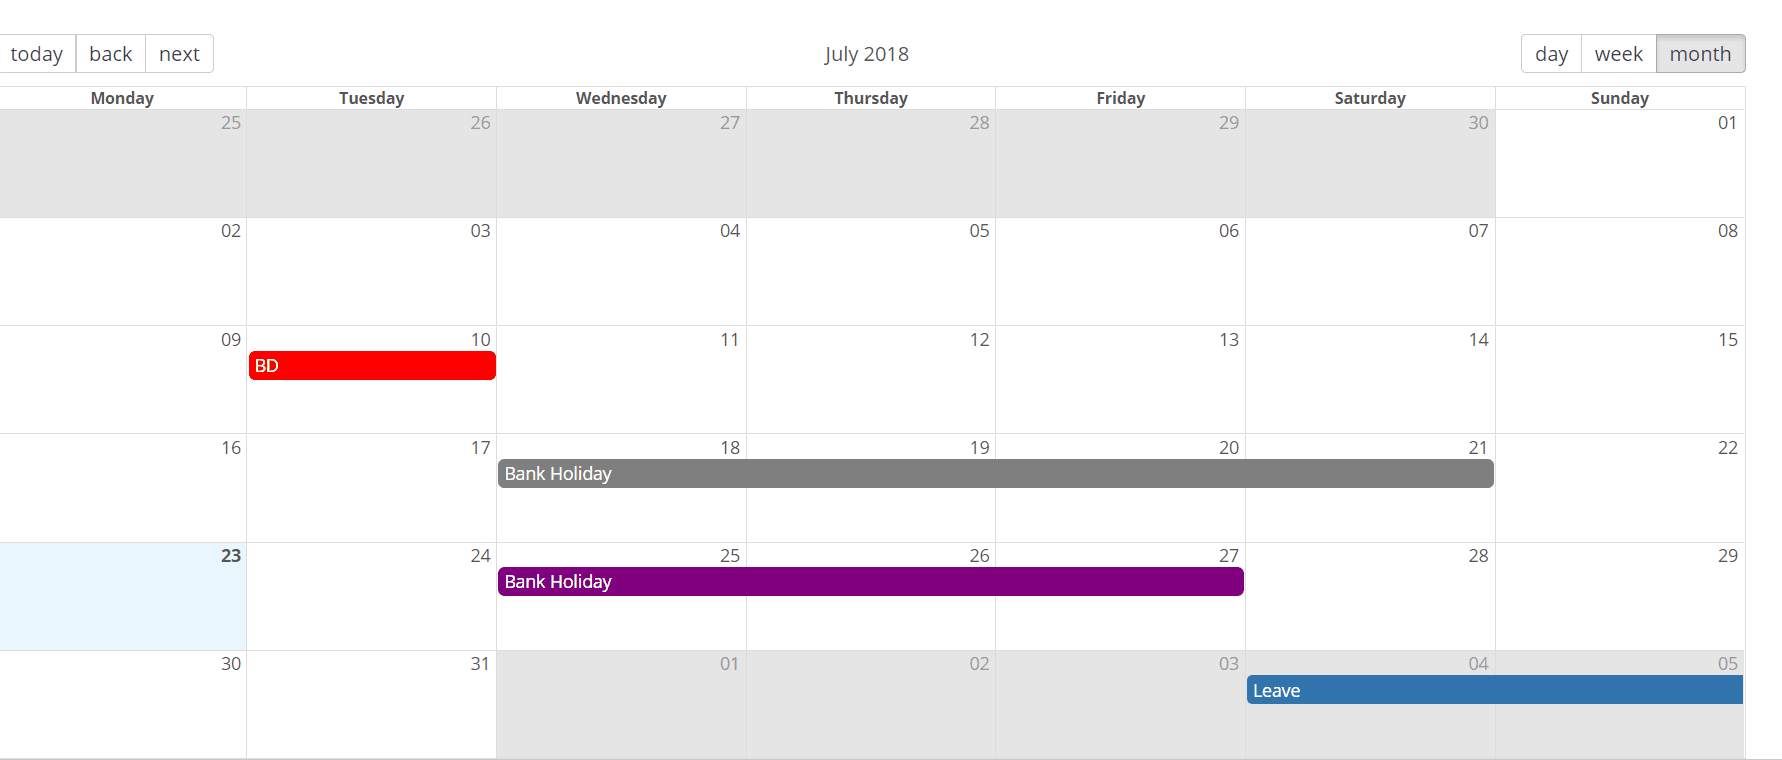 today back next July 2018 day week month
Monday Tuesday Wednesday Thursday Friday Saturday Sunday
25 26 27 28 29 30 01
02 03 04 05 06 07 08
09 10 11 12 13 14 15
BD
16 17 18 19 20 21 22
Bank Holiday
23 24 25 26 27 28 29
Bank Holiday
30 31 01 02 03 04 05
Leave